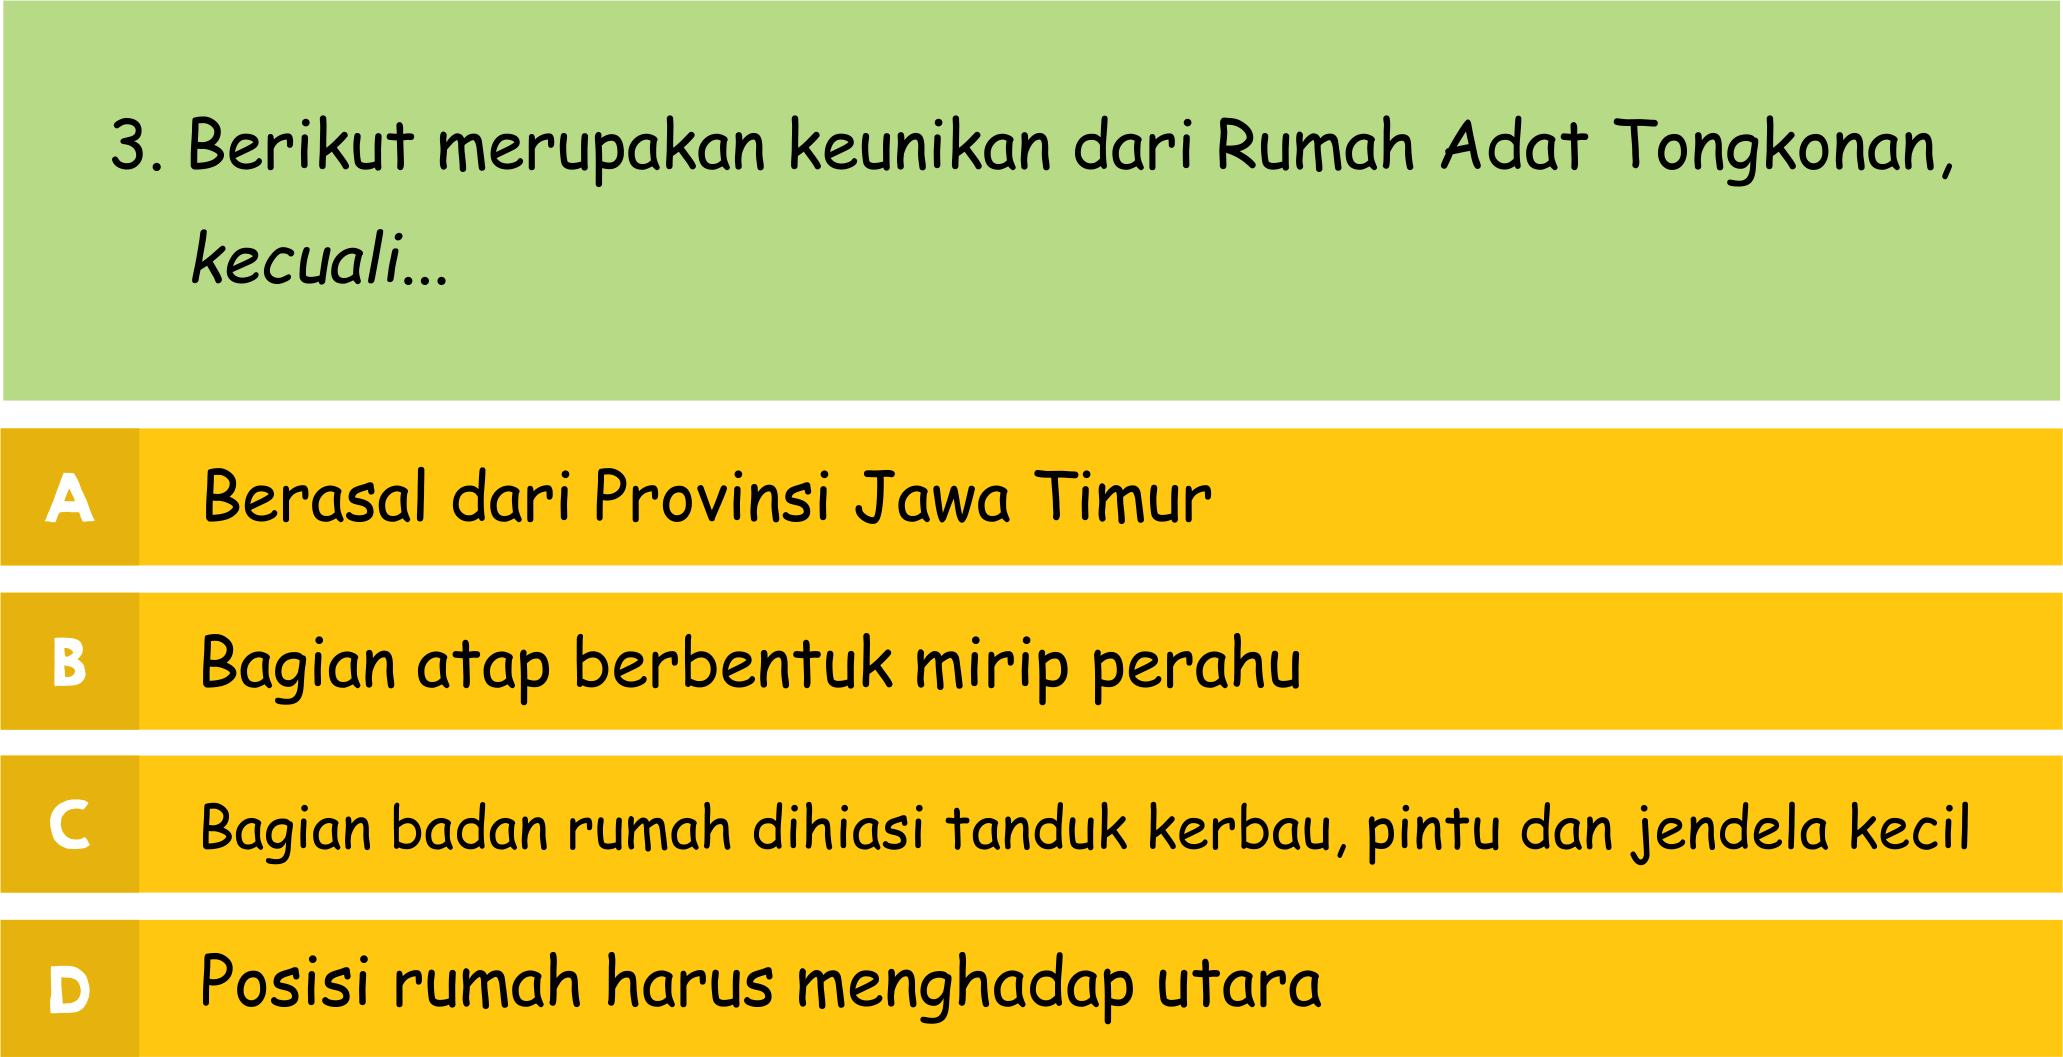 3. Berikut merupakan keunikan dari Rumah Adat Tongkonan,
kecuali...
A Berasal dari Provinsi Jawa Timur
B Bagian atap berbentuk mirip perahu
C Bagian badan rumah dihiasi tanduk kerbau, pintu dan jendela kecil
D Posisi rumah harus menghadap utara